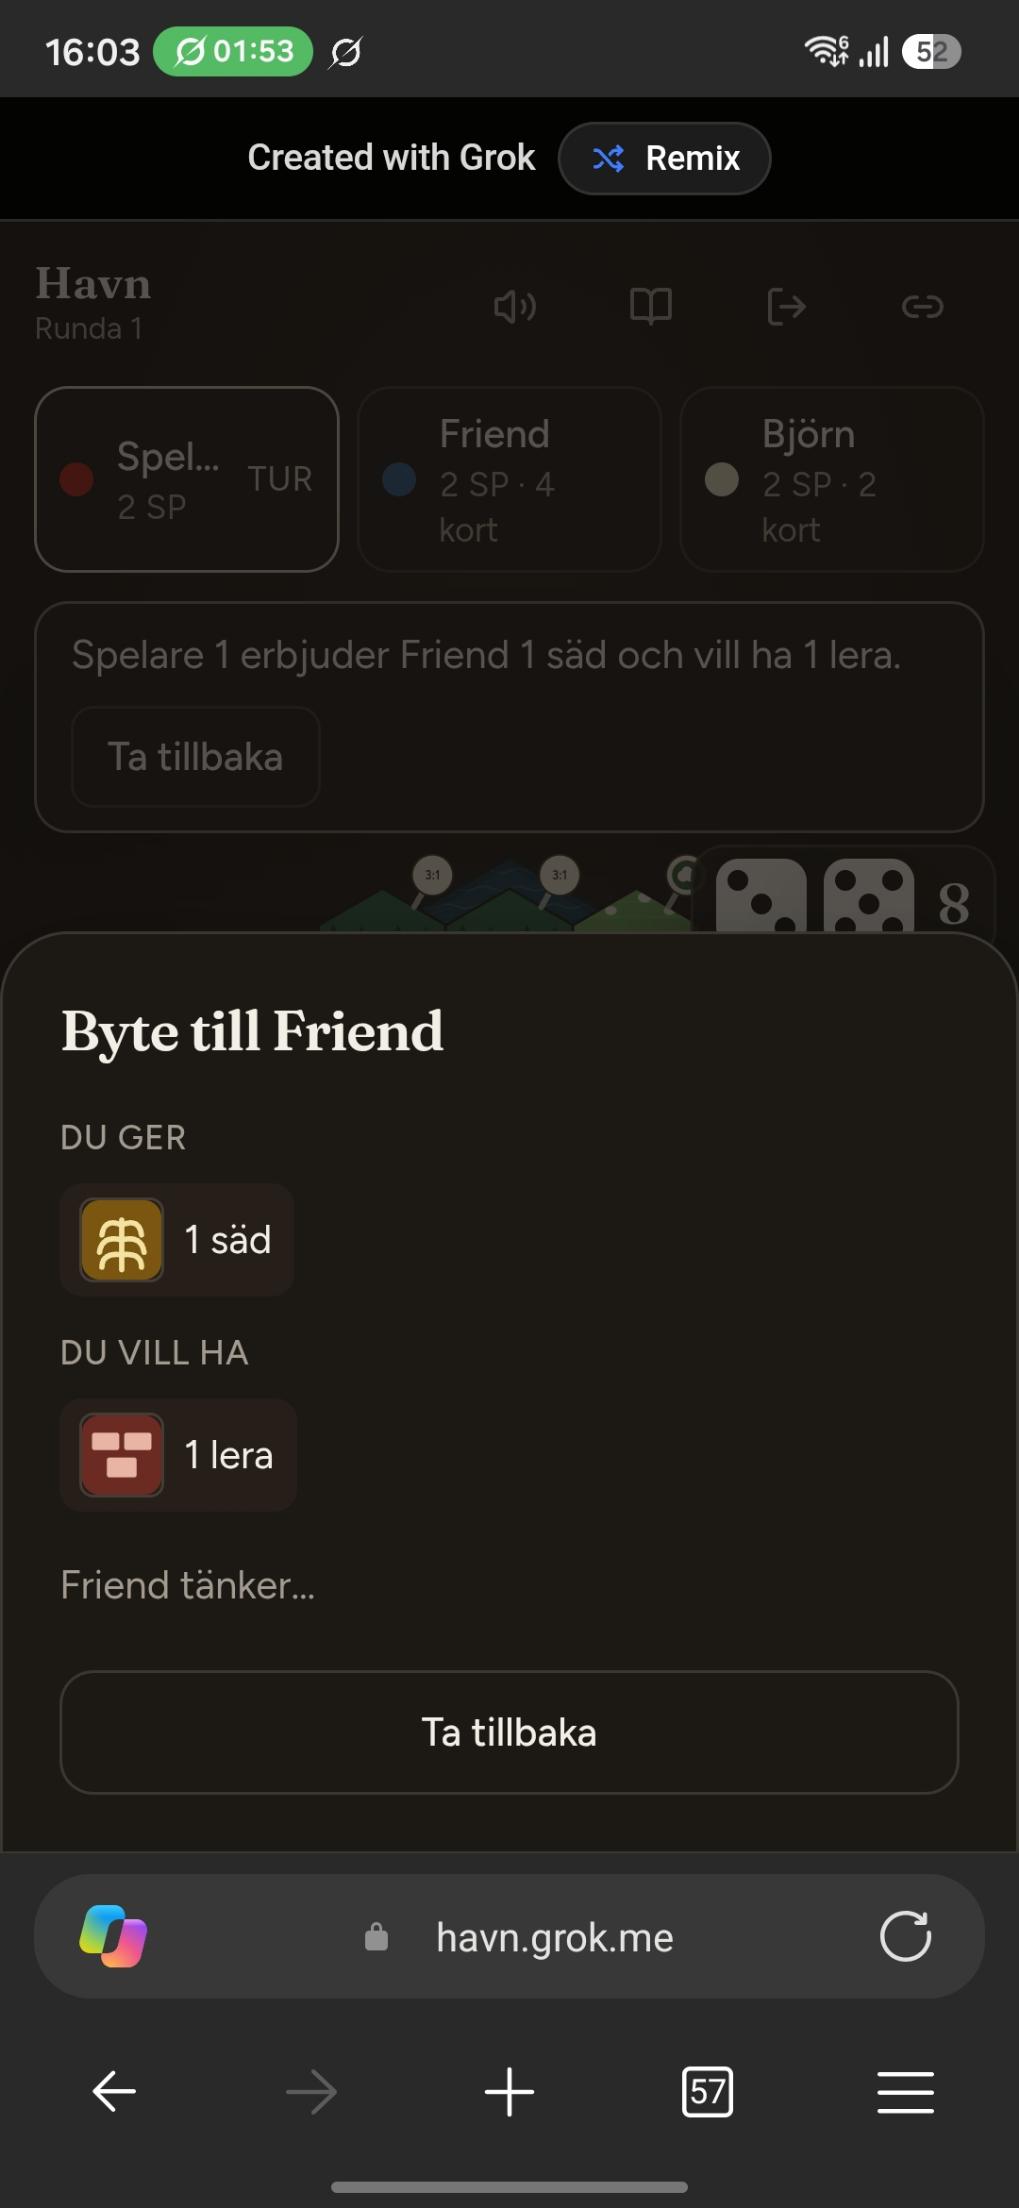 16:03 01:53 6 52
Created with Grok Remix
Havn
Runda 1
Spel... TUR
2 SP
Friend
2 SP · 4
kort
Björn
2 SP · 2
kort
Spelare 1 erbjuder Friend 1 säd och vill ha 1 lera.
Ta tillbaka
3:1 3:1
8
Byte till Friend
DU GER
1 säd
DU VILL HA
1 lera
Friend tänker...
Ta tillbaka
havn.grok.me
57